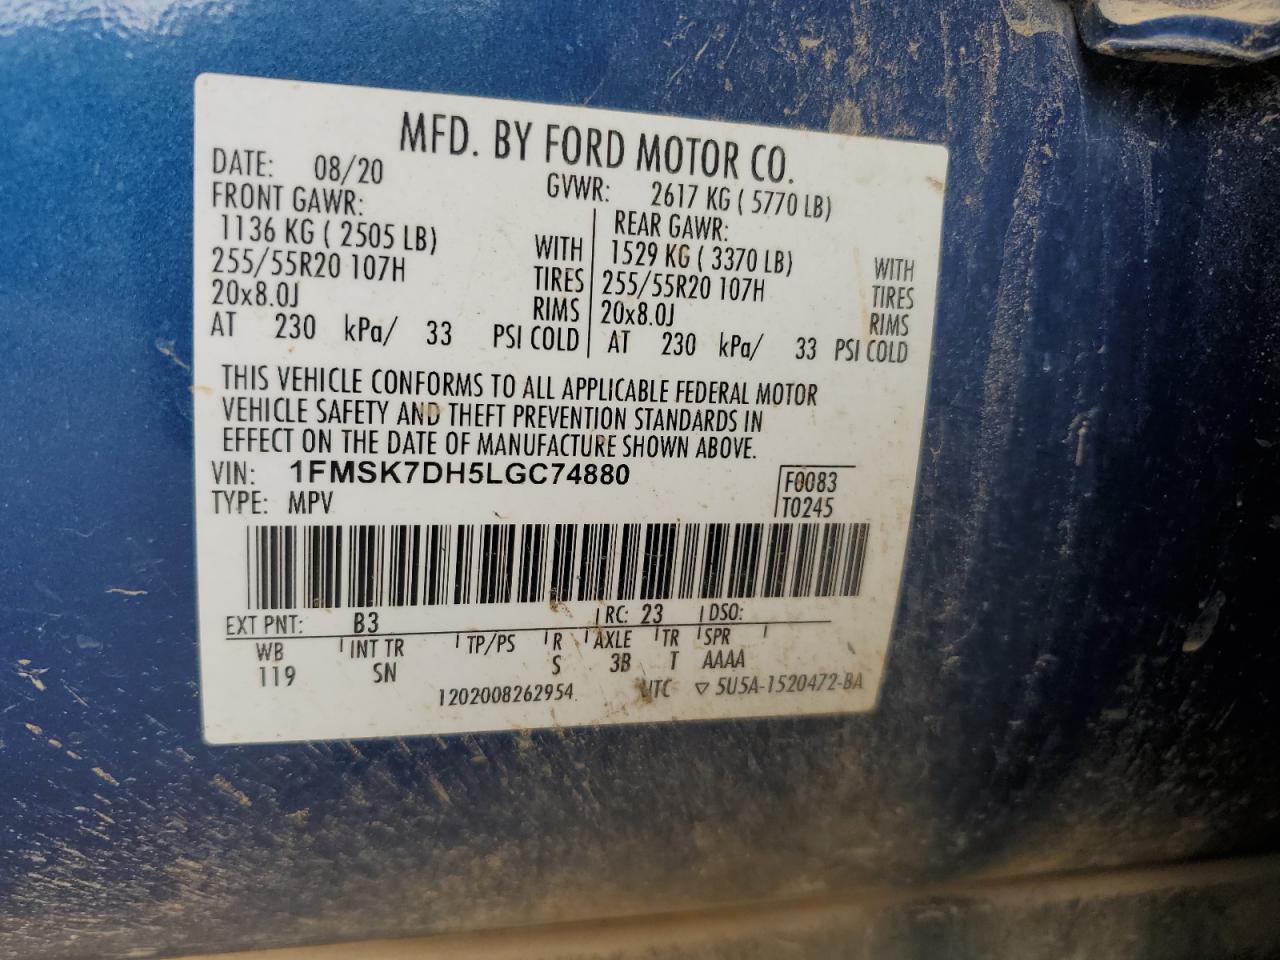 MFD. BY FORD MOTOR CO.
DATE: 08/20 GVWR: 2617 KG ( 5770 LB)
FRONT GAWR: REAR GAWR:
1136 KG ( 2505 LB) WITH 1529 KG ( 3370 LB) WITH
255/55R20 107H TIRES 255/55R20 107H TIRES
20x8.0J RIMS 20x8.0J RIMS
AT 230 kPa/ 33 PSI COLD AT 230 kPa/ 33 PSI COLD
THIS VEHICLE CONFORMS TO ALL APPLICABLE FEDERAL MOTOR
VEHICLE SAFETY AND THEFT PREVENTION STANDARDS IN
EFFECT ON THE DATE OF MANUFACTURE SHOWN ABOVE.
VIN: 1FMSK7DH5LGC74880 F0083
TYPE: MPV T0245
EXT PNT: B3 RC: 23 DSO:
WB INT TR TP/PS R AXLE TR SPR
119 SN S 3B T AAAA
1202008262954 UTC ▽ 5U5A-1520472-BA